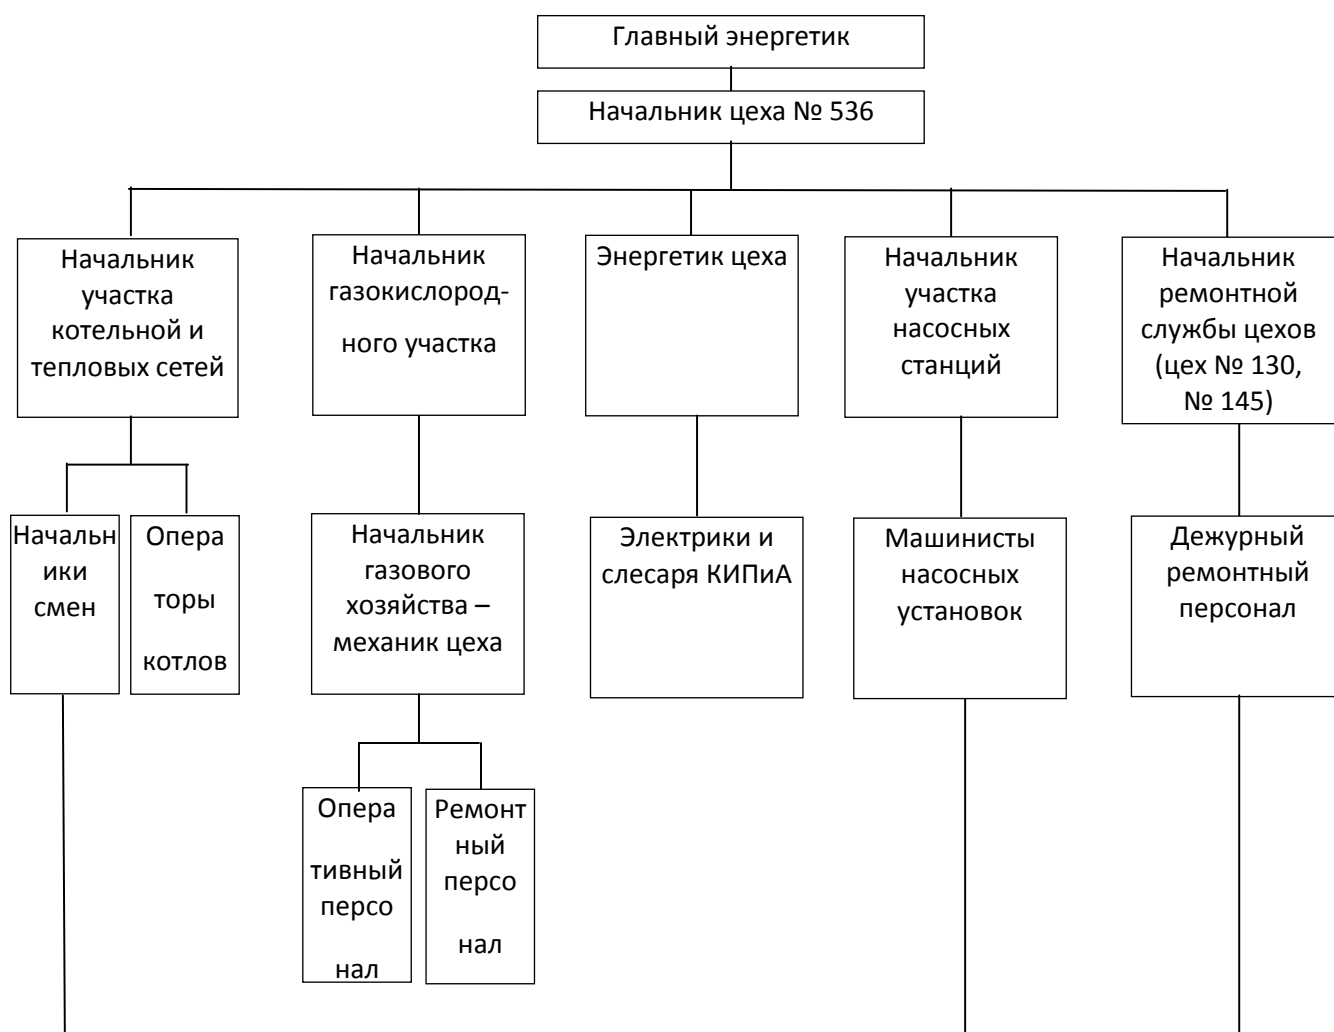 Главный энергетик
Начальник цеха № 536
Начальник
участка
котельной и
тепловых сетей
Начальник
газокислород-
ного участка
Энергетик цеха
Начальник
участка
насосных
станций
Начальник
ремонтной
службы цехов
(цех № 130,
№ 145)
Начальн
ики
смен
Опера
торы
котлов
Начальник
газового
хозяйства –
механик цеха
Электрики и
слесаря КИПиА
Машинисты
насосных
установок
Дежурный
ремонтный
персонал
Опера
тивный
персо
нал
Ремонт
ный
персо
нал